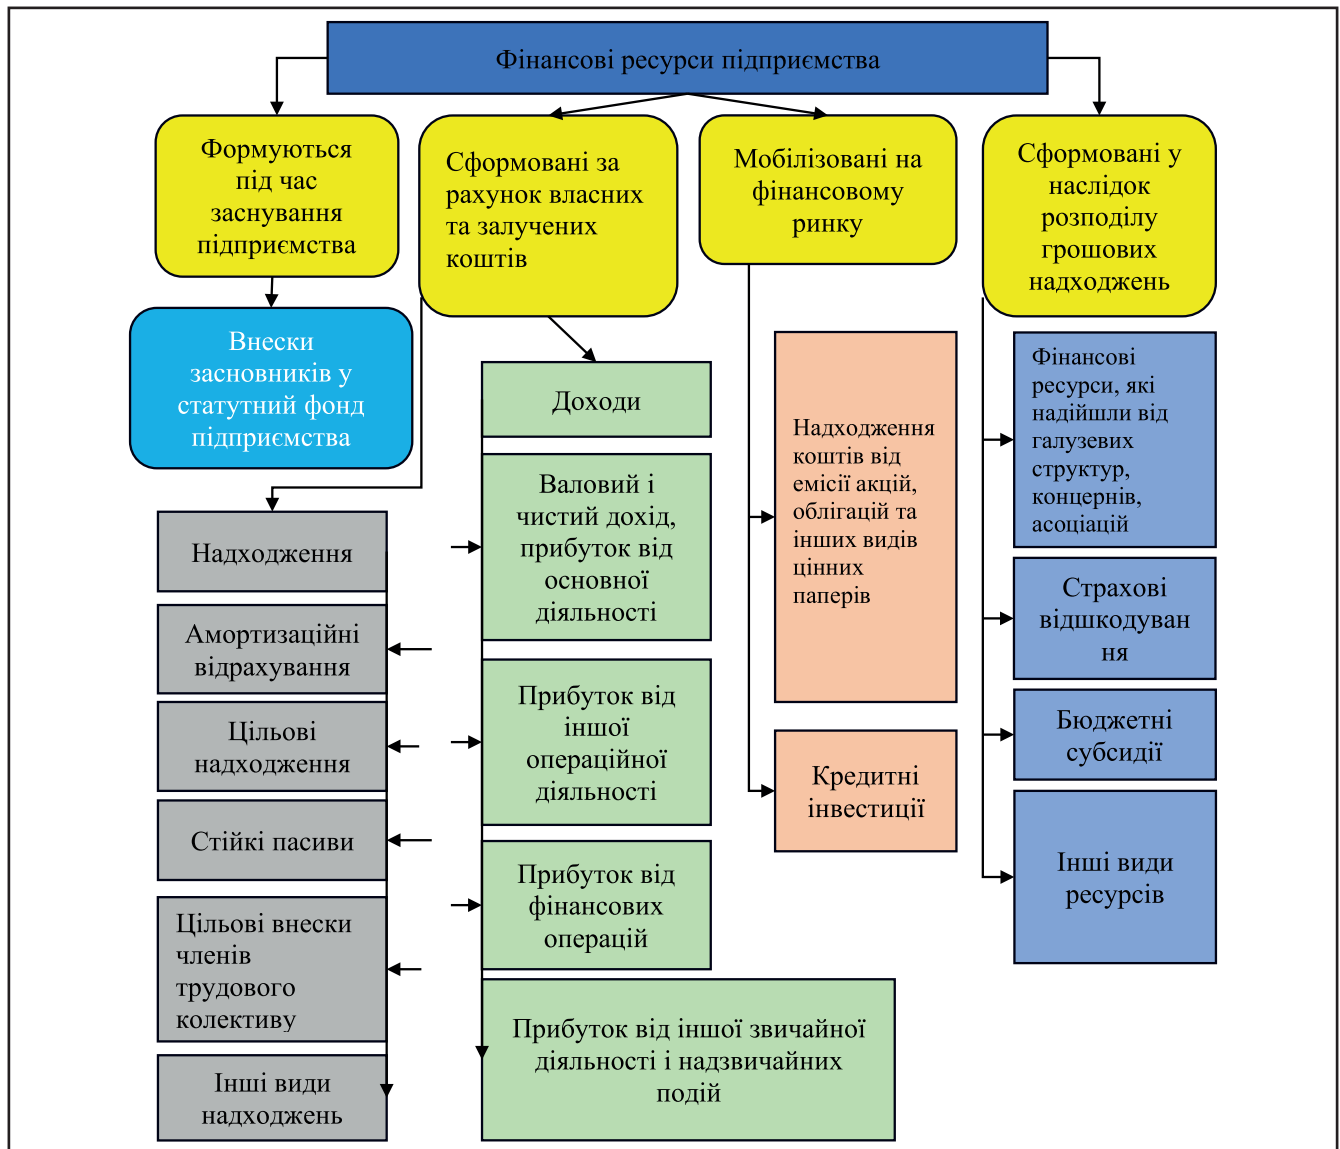 Фінансові ресурси підприємства
Формуються
під час
заснування
підприємства
Сформовані за
рахунок власних
та залучених
коштів
Мобілізовані на
фінансовому
ринку
Сформовані у
наслідок
розподілу
грошових
надходжень
Внески
засновників у
статутний фонд
підприємства
Надходження
Амортизаційні
відрахування
Цільові
надходження
Стійкі пасиви
Цільові внески
членів
трудового
колективу
Інші види
надходжень
Доходи
Валовий і
чистий дохід,
прибуток від
основної
діяльності
Прибуток від
іншої
операційної
діяльності
Прибуток від
фінансових
операцій
Прибуток від іншої звичайної
діяльності і надзвичайних
подій
Надходження
коштів від
емісії акцій,
облігацій та
інших видів
цінних
паперів
Кредитні
інвестиції
Фінансові
ресурси, які
надійшли від
галузевих
структур,
концернів,
асоціацій
Страхові
відшкодуван
ня
Бюджетні
субсидії
Інші види
ресурсів